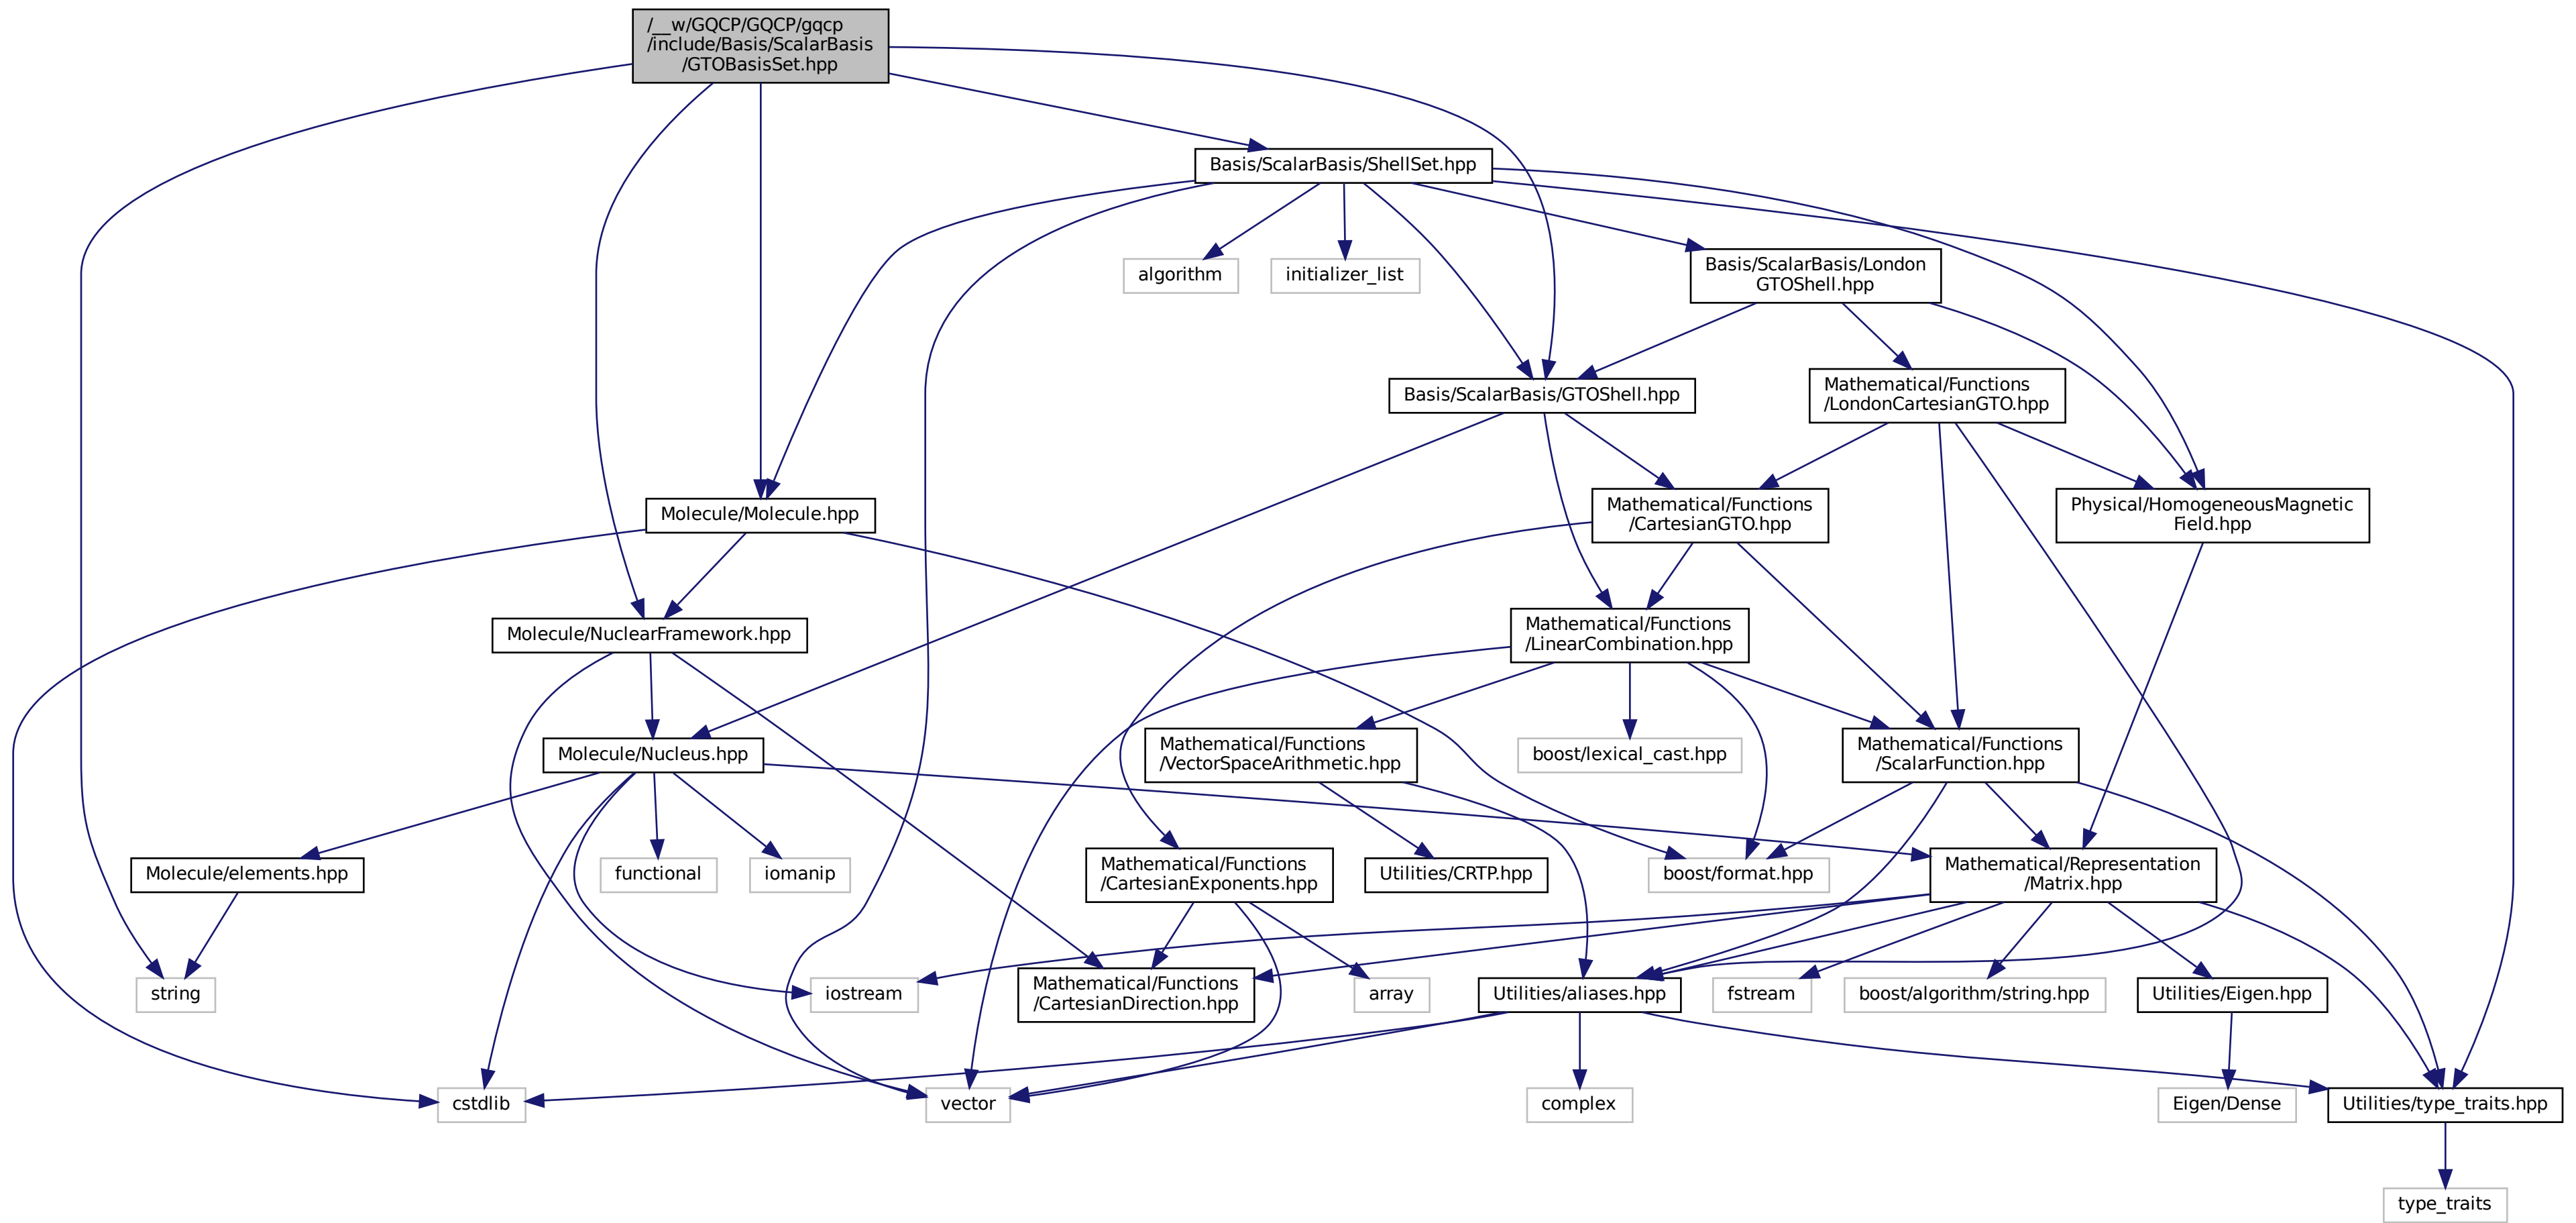 /__w/GQCP/GQCP/gqcp
/include/Basis/ScalarBasis
/GTOBasisSet.hpp
Basis/ScalarBasis/ShellSet.hpp
algorithm
initializer_list
Basis/ScalarBasis/London
GTOShell.hpp
Basis/ScalarBasis/GTOShell.hpp
Mathematical/Functions
/LondonCartesianGTO.hpp
Molecule/Molecule.hpp
Mathematical/Functions
/CartesianGTO.hpp
Physical/HomogeneousMagnetic
Field.hpp
Molecule/NuclearFramework.hpp
Mathematical/Functions
/LinearCombination.hpp
Molecule/Nucleus.hpp
Mathematical/Functions
/VectorSpaceArithmetic.hpp
boost/lexical_cast.hpp
Mathematical/Functions
/ScalarFunction.hpp
Molecule/elements.hpp
functional
iomanip
Mathematical/Functions
/CartesianExponents.hpp
Utilities/CRTP.hpp
boost/format.hpp
Mathematical/Representation
/Matrix.hpp
string
iostream
Mathematical/Functions
/CartesianDirection.hpp
array
Utilities/aliases.hpp
fstream
boost/algorithm/string.hpp
Utilities/Eigen.hpp
cstdlib
vector
complex
Eigen/Dense
Utilities/type_traits.hpp
type_traits